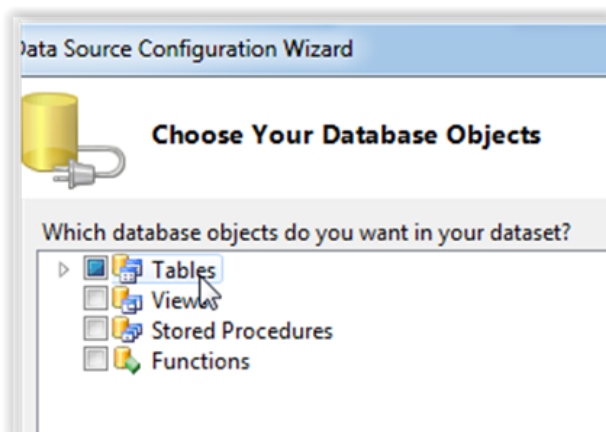 Data Source Configuration Wizard
Choose Your Database Objects
Which database objects do you want in your dataset?
Tables
Views
Stored Procedures
Functions